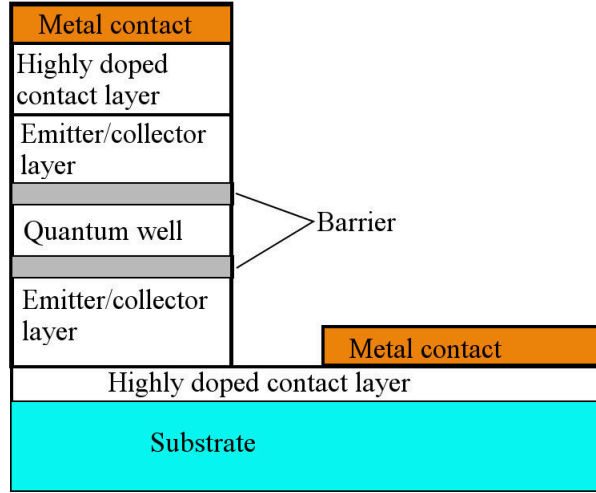 Metal contact
Highly doped
contact layer
Emitter/collector
layer
Quantum well
Barrier
Emitter/collector
layer
Metal contact
Highly doped contact layer
Substrate